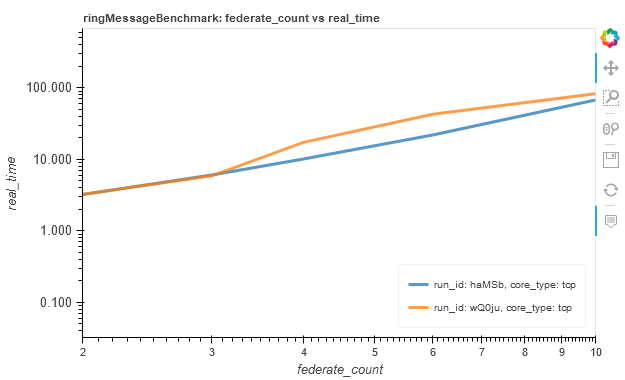 ringMessageBenchmark: federate_count vs real_time
100.000
10.000
1.000
0.100
real_time
run_id: haMSb, core_type: tcp
run_id: wQ0ju, core_type: tcp
2
3
4
5
6
7
8
9
10
federate_count